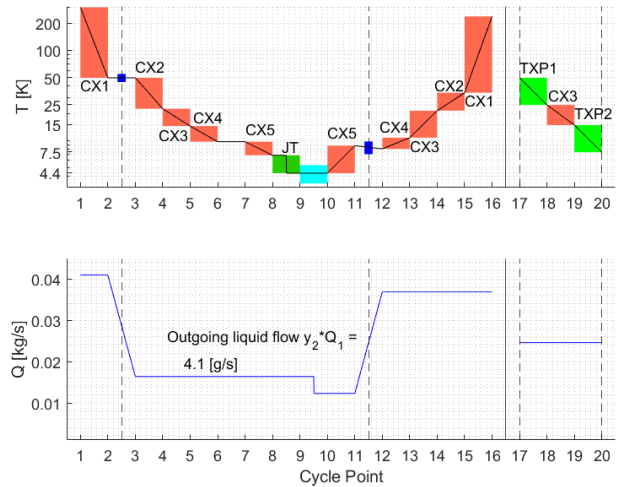 200
100
50
25
15
7.5
4.4
T [K]
CX1
CX2
CX3
CX4
CX5
JT
CX5
CX4
CX3
CX2
CX1
TXP1
CX3
TXP2
1 2 3 4 5 6 7 8 9 10 11 12 13 14 15 16 17 18 19 20
0.04
0.03
0.02
0.01
Q [kg/s]
Outgoing liquid flow y₂*Q₁ =
4.1 [g/s]
1 2 3 4 5 6 7 8 9 10 11 12 13 14 15 16 17 18 19 20
Cycle Point